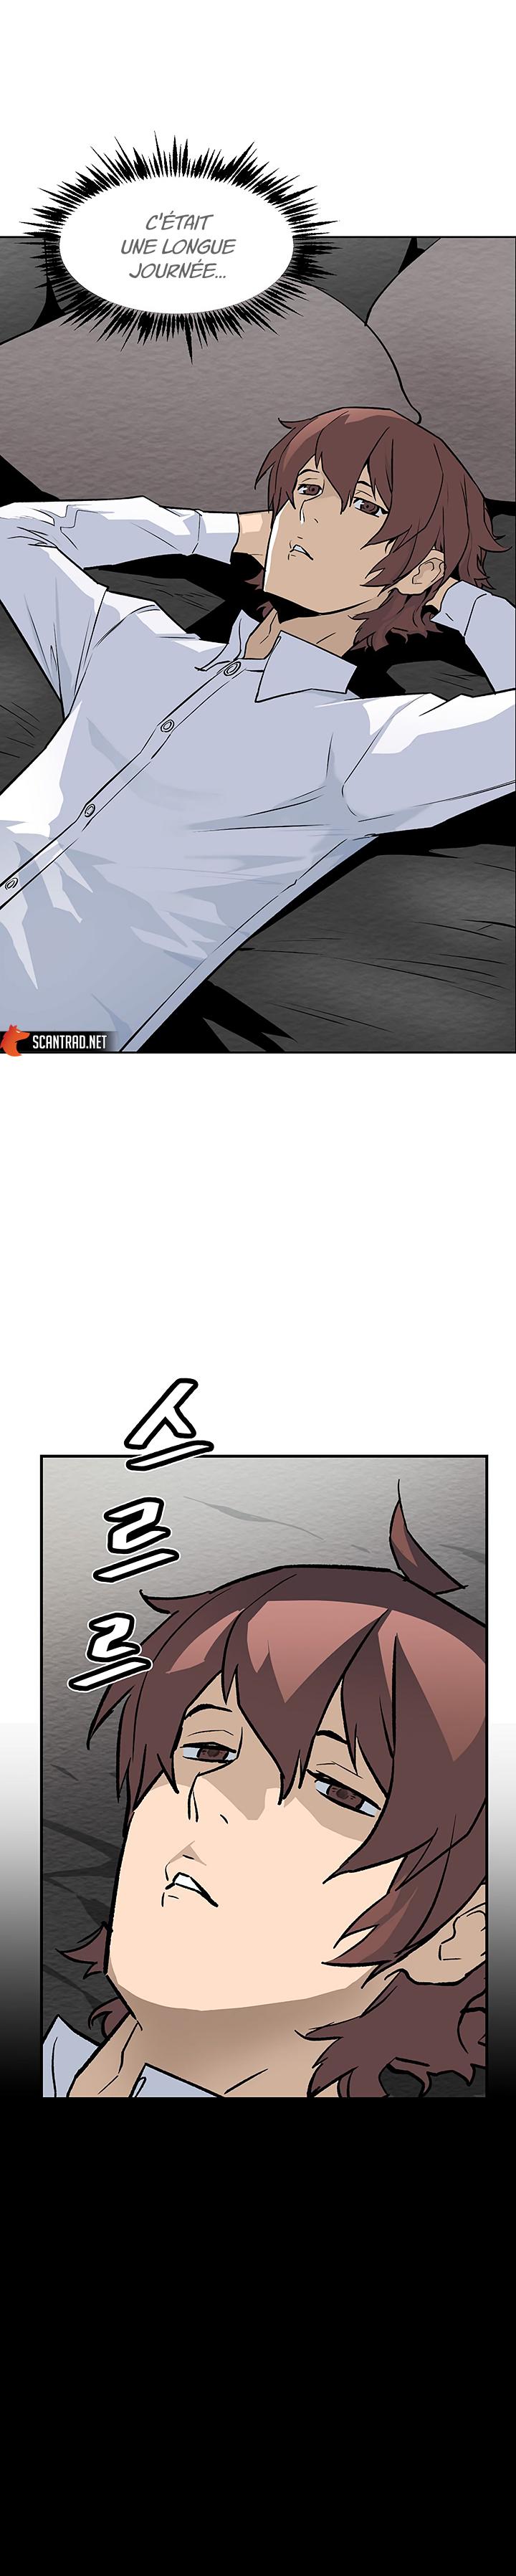 C'ÉTAIT
UNE LONGUE
JOURNÉE...
SCANTRAD.NET
스
르
르